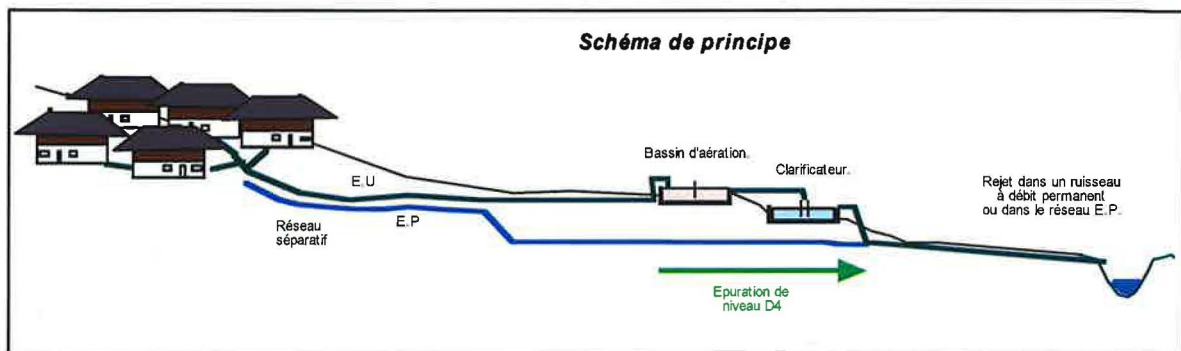 Schéma de principe
Bassin d'aération.
Clarificateur.
E.U
E.P
Réseau
séparatif
Rejet dans un ruisseau
à débit permanent
ou dans le réseau E.P.
Epuration de
niveau D4